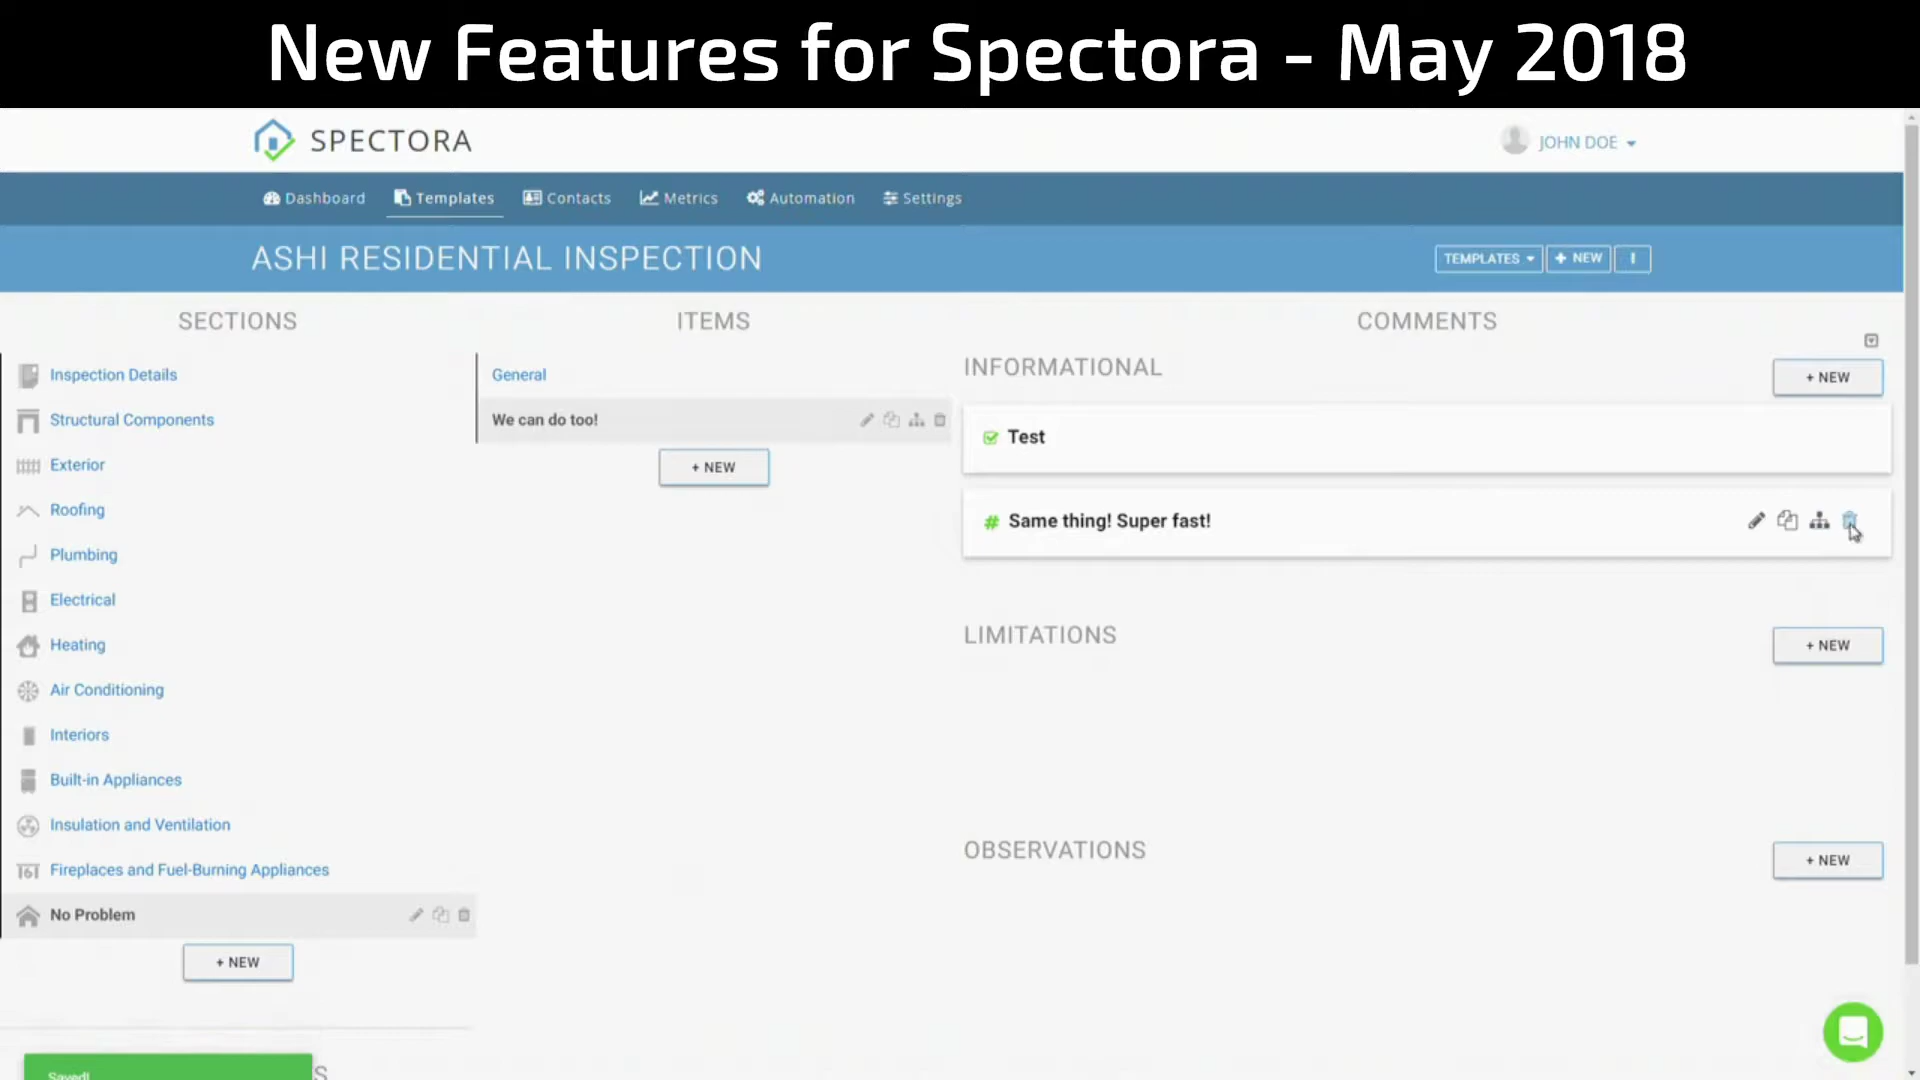 New Features for Spectora - May 2018
SPECTORA
JOHN DOE
Dashboard
Templates
Contacts
Metrics
Automation
Settings
ASHI RESIDENTIAL INSPECTION
TEMPLATES
+ NEW
SECTIONS
Inspection Details
Structural Components
Exterior
Roofing
Plumbing
Electrical
Heating
Air Conditioning
Interiors
Built-in Appliances
Insulation and Ventilation
Fireplaces and Fuel-Burning Appliances
No Problem
+ NEW
ITEMS
General
We can do too!
+ NEW
COMMENTS
INFORMATIONAL
+ NEW
Test
# Same thing! Super fast!
LIMITATIONS
+ NEW
OBSERVATIONS
+ NEW
Saved!